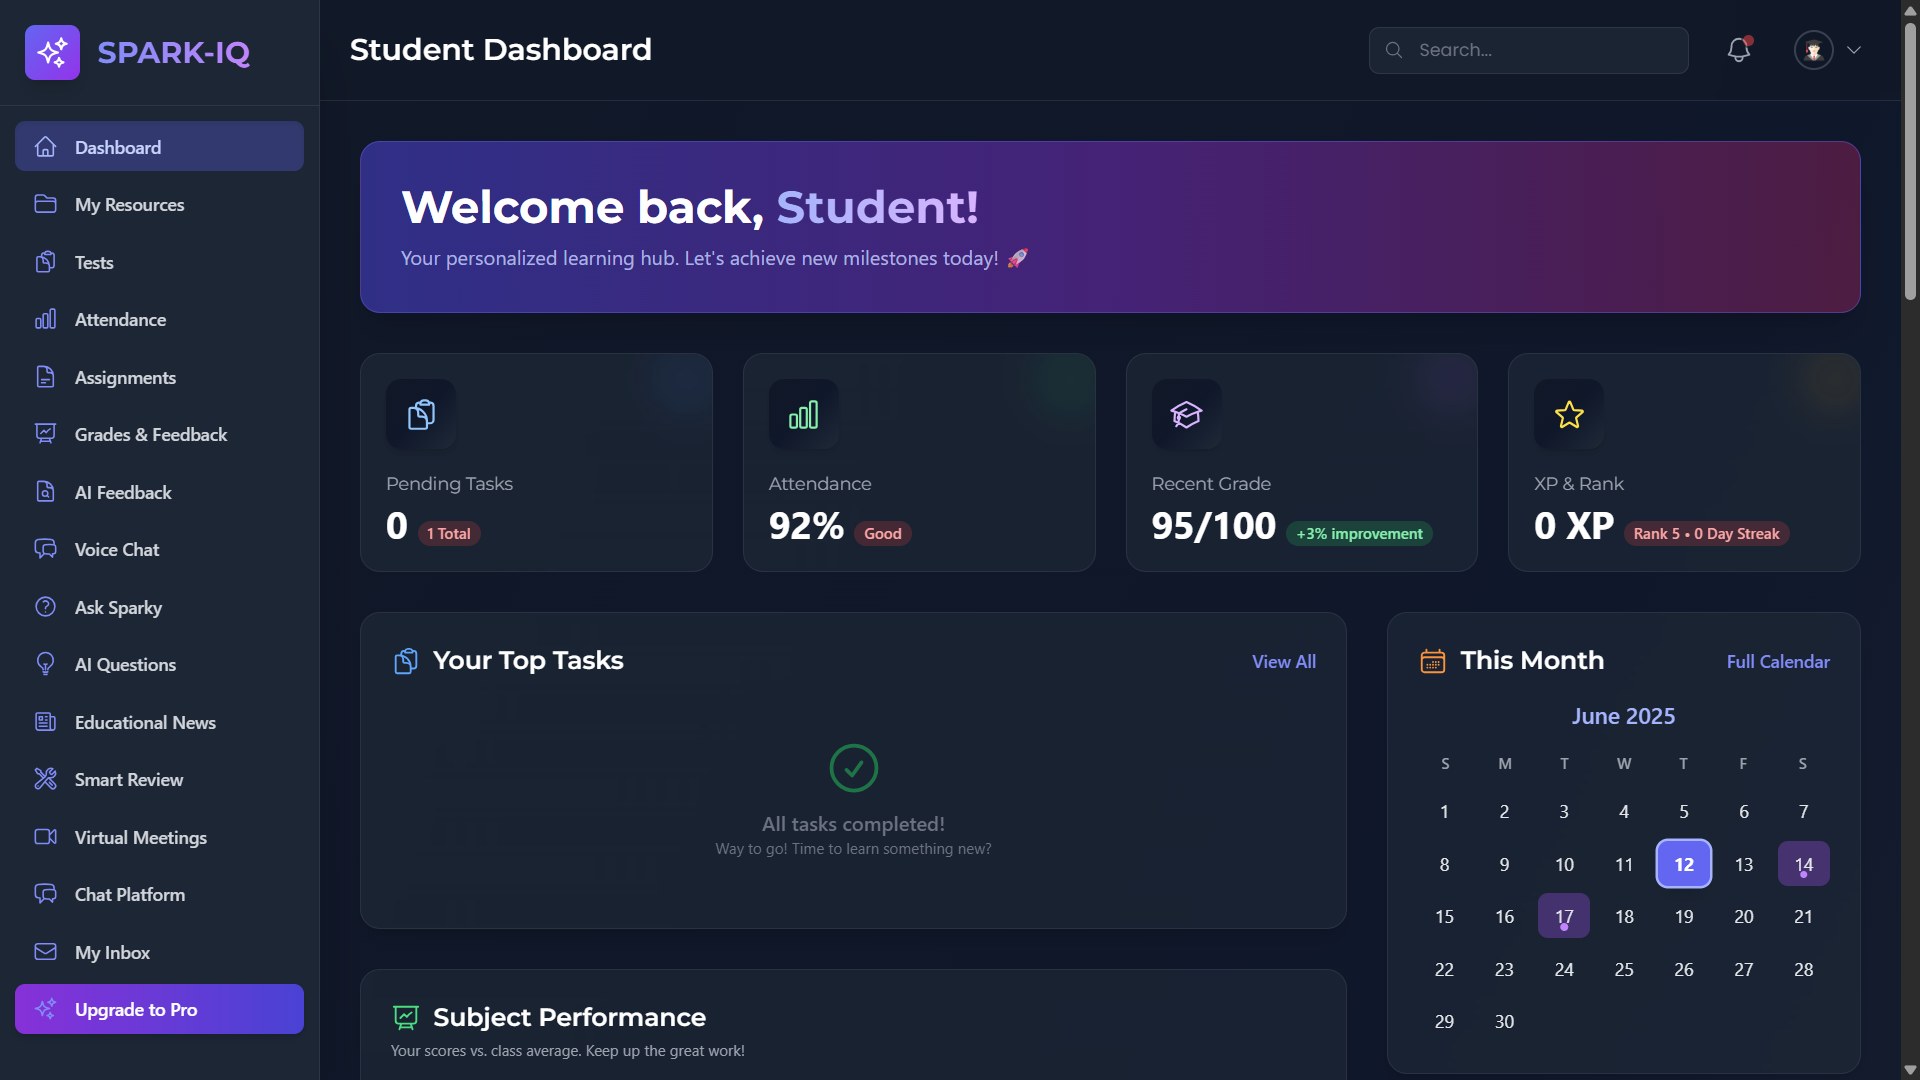 SPARK-IQ
Student Dashboard
Search...
Dashboard
My Resources
Tests
Attendance
Assignments
Grades & Feedback
AI Feedback
Voice Chat
Ask Sparky
AI Questions
Educational News
Smart Review
Virtual Meetings
Chat Platform
My Inbox
Upgrade to Pro
Welcome back, Student!
Your personalized learning hub. Let's achieve new milestones today! 🚀
Pending Tasks
0 1 Total
Attendance
92% Good
Recent Grade
95/100 +3% improvement
XP & Rank
0 XP Rank 5 • 0 Day Streak
Your Top Tasks
View All
All tasks completed!
Way to go! Time to learn something new?
Subject Performance
Your scores vs. class average. Keep up the great work!
This Month
Full Calendar
June 2025
S M T W T F S
1 2 3 4 5 6 7
8 9 10 11 12 13 14
15 16 17 18 19 20 21
22 23 24 25 26 27 28
29 30